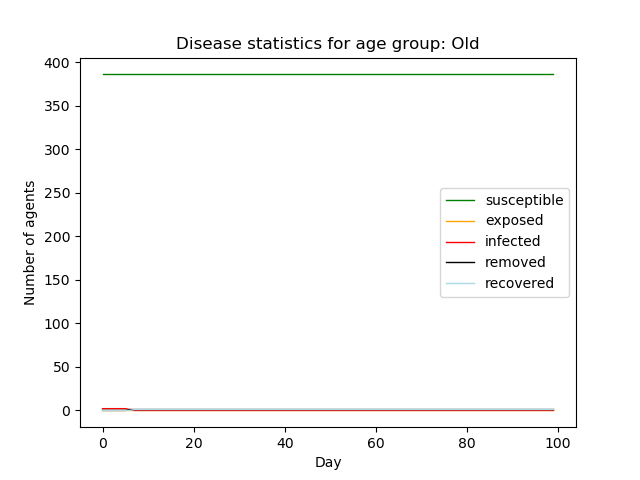 Disease statistics for age group: Old
Number of agents
400
350
300
250
200
150
100
50
0
susceptible
exposed
infected
removed
recovered
0 20 40 60 80 100
Day